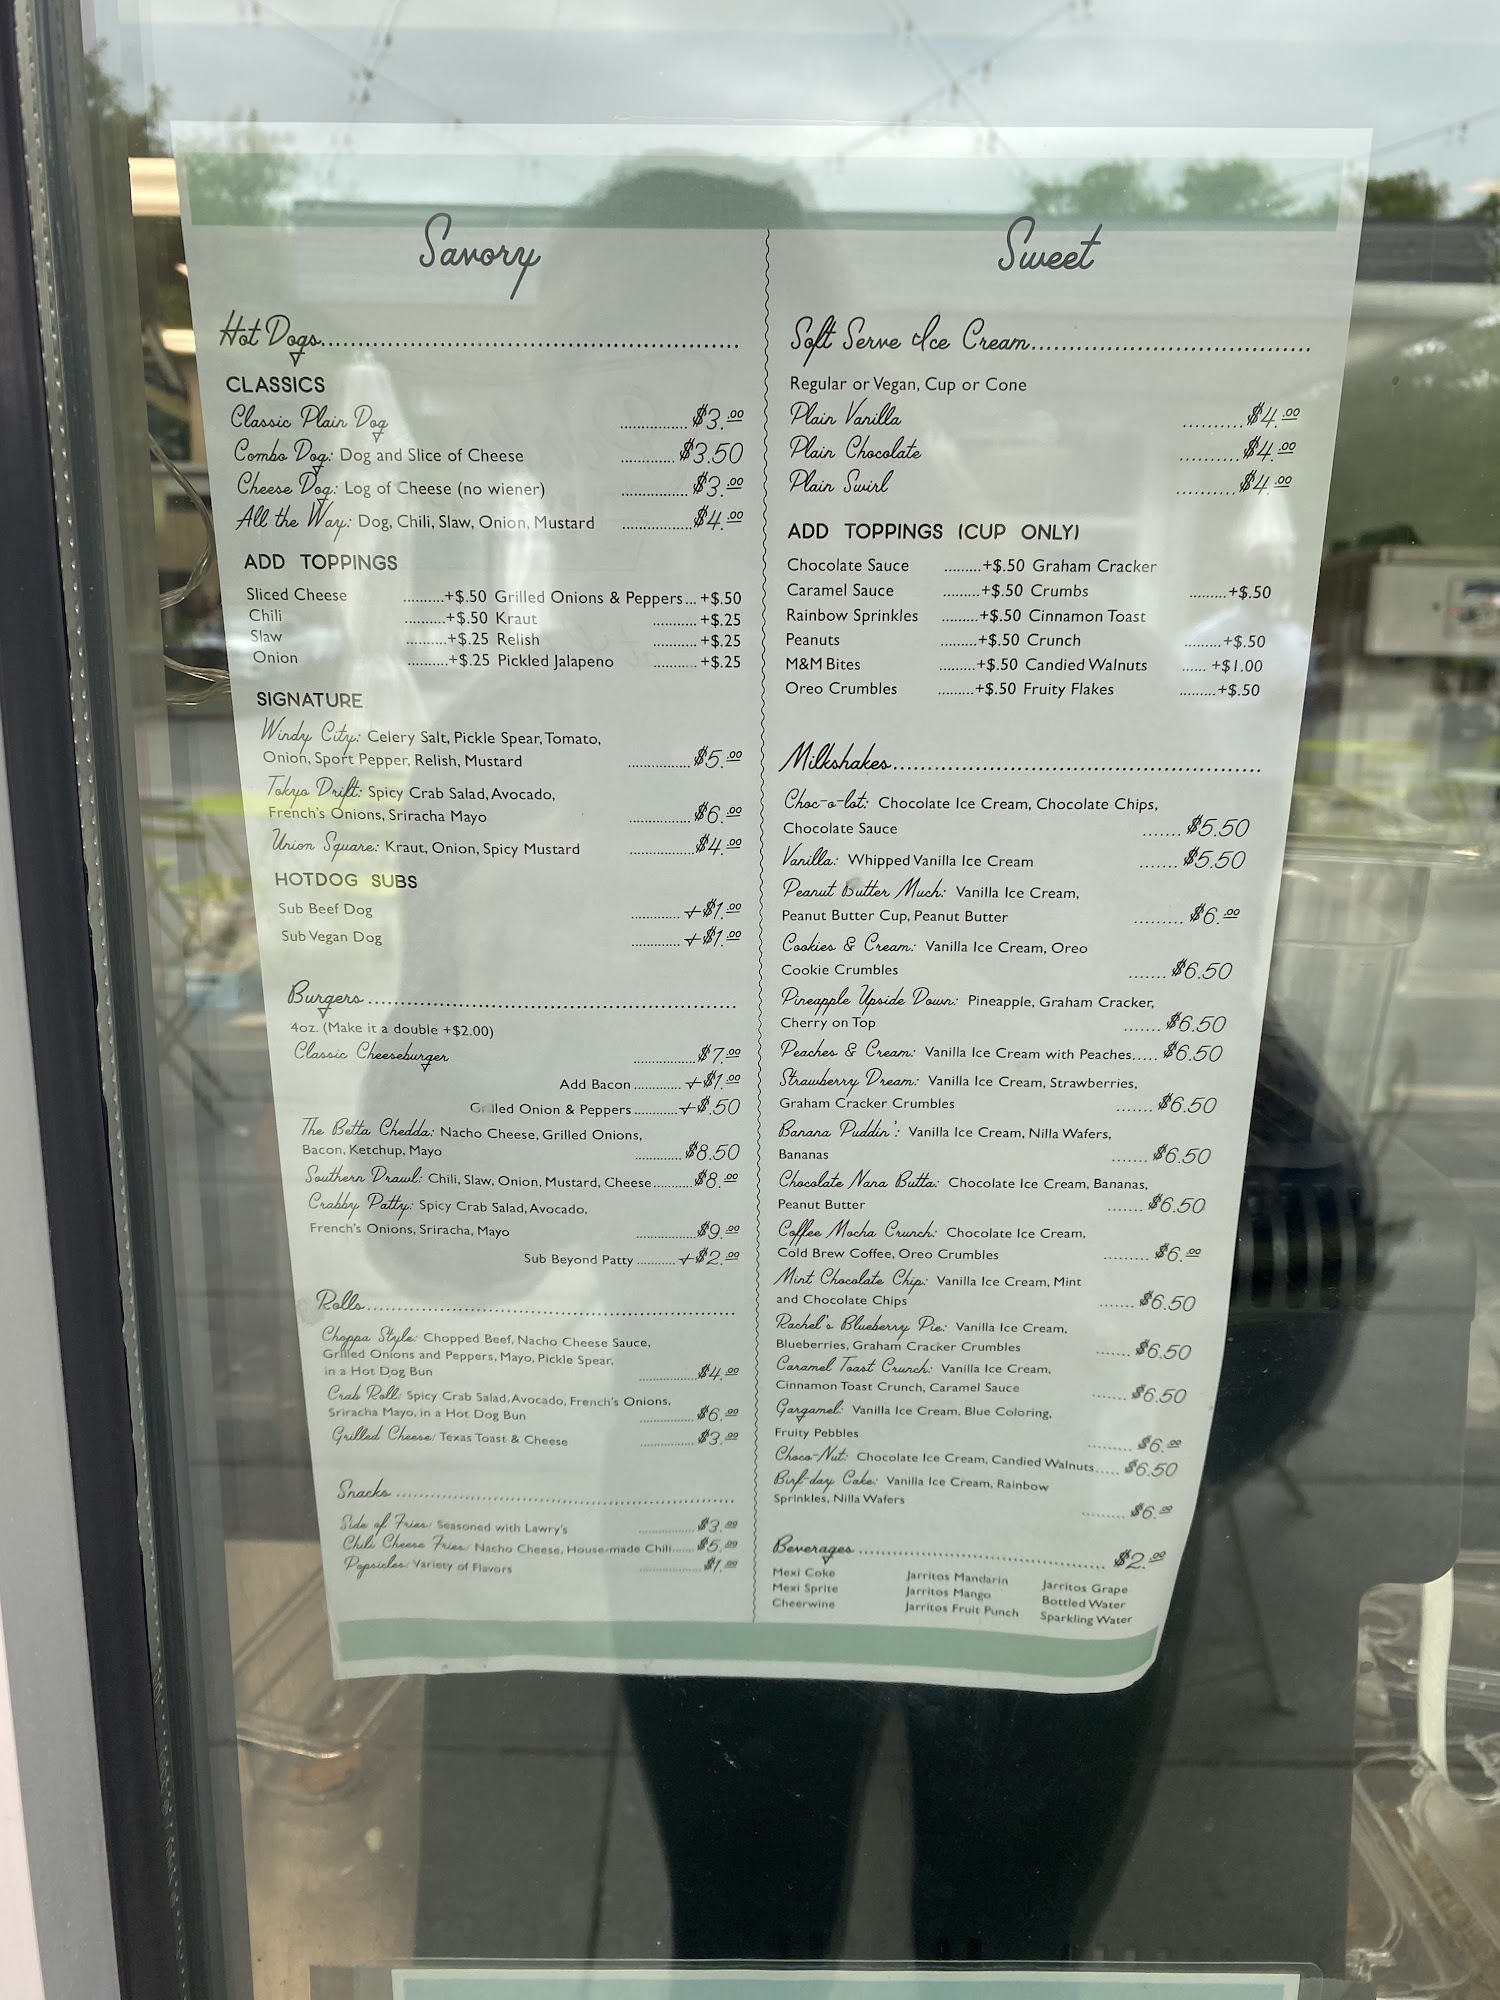 Savory
Hot Dogs
CLASSICS
Classic Plain Dog ................ $3.00
Combo Dog: Dog and Slice of Cheese ............. $3.50
Cheese Dog: Log of Cheese (no wiener) ................ $3.00
All the Way: Dog, Chili, Slaw, Onion, Mustard ................. $4.00
ADD TOPPINGS
Sliced Cheese ..........+$.50 Grilled Onions & Peppers... +$.50
Chili ..........+$.50 Kraut ........... +$.25
Slaw ..........+$.25 Relish ........... +$.25
Onion ..........+$.25 Pickled Jalapeno ........... +$.25
SIGNATURE
Windy City: Celery Salt, Pickle Spear, Tomato,
Onion, Sport Pepper, Relish, Mustard ............... $5.00
Tokyo Drift: Spicy Crab Salad, Avocado,
French's Onions, Sriracha Mayo ............... $6.00
Union Square: Kraut, Onion, Spicy Mustard ............... $4.00
HOTDOG SUBS
Sub Beef Dog ............ +$1.00
Sub Vegan Dog ............ +$1.00
Burgers
4oz. (Make it a double +$2.00)
Classic Cheeseburger ............... $7.00
Add Bacon ............ +$1.00
Grilled Onion & Peppers ........... +$.50
The Betta Chedda: Nacho Cheese, Grilled Onions,
Bacon, Ketchup, Mayo ............ $8.50
Southern Drawl: Chili, Slaw, Onion, Mustard, Cheese.......... $8.00
Crabby Patty: Spicy Crab Salad, Avocado,
French's Onions, Sriracha, Mayo ............... $9.00
Sub Beyond Patty .......... +$2.00
Rolls
Choppa Style: Chopped Beef, Nacho Cheese Sauce,
Grilled Onions and Peppers, Mayo, Pickle Spear,
in a Hot Dog Bun ............... $4.00
Crab Roll: Spicy Crab Salad, Avocado, French's Onions,
Sriracha Mayo, in a Hot Dog Bun ............... $6.00
Grilled Cheese: Texas Toast & Cheese ............... $3.00
Snacks
Side of Fries: Seasoned with Lawry's ............... $3.00
Chili Cheese Fries: Nacho Cheese, House-made Chili...... $5.00
Popsicles: Variety of Flavors ................ $1.00
Sweet
Soft Serve Ice Cream
Regular or Vegan, Cup or Cone
Plain Vanilla .......... $4.00
Plain Chocolate .......... $4.00
Plain Swirl .......... $4.00
ADD TOPPINGS (CUP ONLY)
Chocolate Sauce .........+$.50 Graham Cracker
Caramel Sauce .........+$.50 Crumbs .........+$.50
Rainbow Sprinkles .........+$.50 Cinnamon Toast
Peanuts .........+$.50 Crunch .........+$.50
M&M Bites .........+$.50 Candied Walnuts ...... +$1.00
Oreo Crumbles .........+$.50 Fruity Flakes .........+$.50
Milkshakes
Choc-o-lot: Chocolate Ice Cream, Chocolate Chips,
Chocolate Sauce ....... $5.50
Vanilla: Whipped Vanilla Ice Cream ....... $5.50
Peanut Butter Much: Vanilla Ice Cream,
Peanut Butter Cup, Peanut Butter ......... $6.00
Cookies & Cream: Vanilla Ice Cream, Oreo
Cookie Crumbles ....... $6.50
Pineapple Upside Down: Pineapple, Graham Cracker,
Cherry on Top ....... $6.50
Peaches & Cream: Vanilla Ice Cream with Peaches..... $6.50
Strawberry Dream: Vanilla Ice Cream, Strawberries,
Graham Cracker Crumbles ....... $6.50
Banana Puddin': Vanilla Ice Cream, Nilla Wafers,
Bananas ....... $6.50
Chocolate Nana Butta: Chocolate Ice Cream, Bananas,
Peanut Butter ....... $6.50
Coffee Mocha Crunch: Chocolate Ice Cream,
Cold Brew Coffee, Oreo Crumbles ......... $6.00
Mint Chocolate Chip: Vanilla Ice Cream, Mint
and Chocolate Chips ....... $6.50
Rachel's Blueberry Pie: Vanilla Ice Cream,
Blueberries, Graham Cracker Crumbles ....... $6.50
Caramel Toast Crunch: Vanilla Ice Cream,
Cinnamon Toast Crunch, Caramel Sauce ....... $6.50
Gargamel: Vanilla Ice Cream, Blue Coloring,
Fruity Pebbles ......... $6.00
Choco-Nut: Chocolate Ice Cream, Candied Walnuts..... $6.50
Birf-day Cake: Vanilla Ice Cream, Rainbow
Sprinkles, Nilla Wafers ......... $6.00
Beverages ............ $2.00
Mexi Coke Jarritos Mandarin Jarritos Grape
Mexi Sprite Jarritos Mango Bottled Water
Cheerwine Jarritos Fruit Punch Sparkling Water